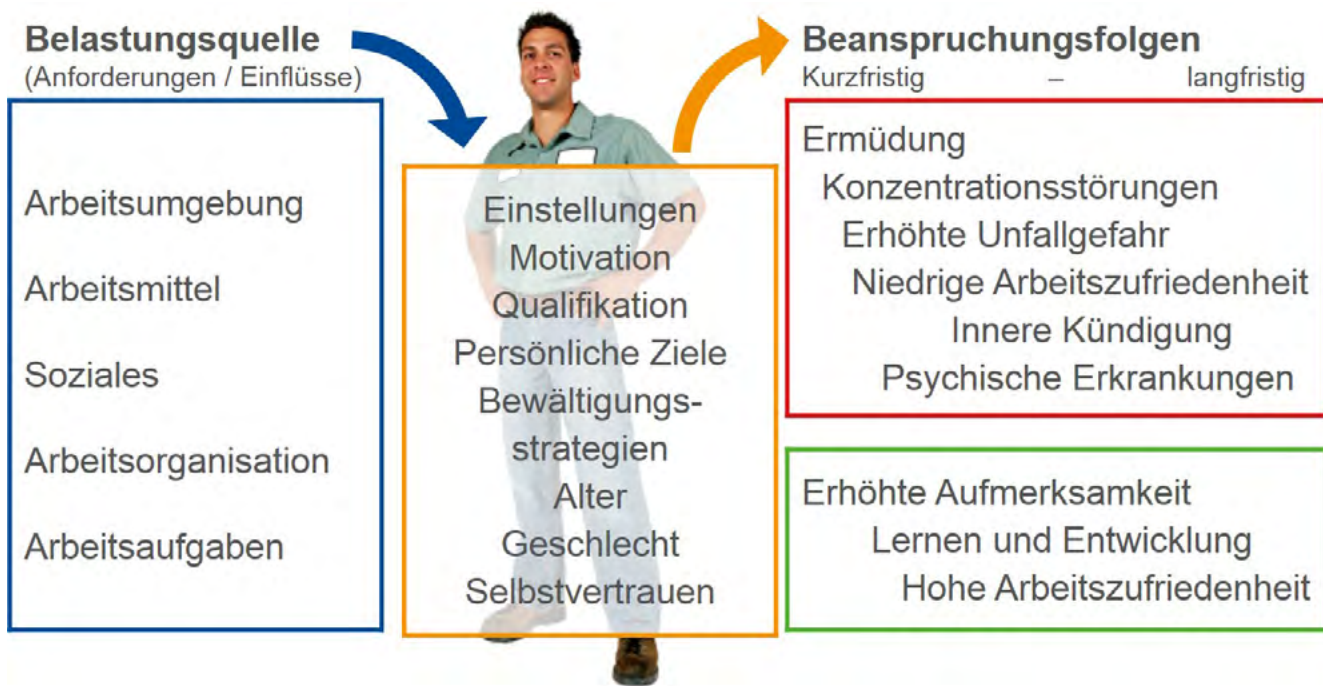 Belastungsquelle
(Anforderungen / Einflüsse)
Arbeitsumgebung
Arbeitsmittel
Soziales
Arbeitsorganisation
Arbeitsaufgaben
Einstellungen
Motivation
Qualifikation
Persönliche Ziele
Bewältigungs-
strategien
Alter
Geschlecht
Selbstvertrauen
Beanspruchungsfolgen
Kurzfristig – langfristig
Ermüdung
Konzentrationsstörungen
Erhöhte Unfallgefahr
Niedrige Arbeitszufriedenheit
Innere Kündigung
Psychische Erkrankungen
Erhöhte Aufmerksamkeit
Lernen und Entwicklung
Hohe Arbeitszufriedenheit